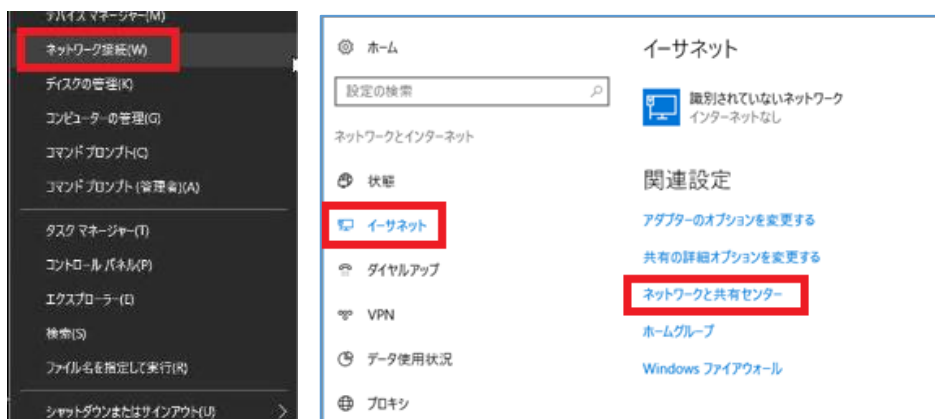 デバイス マネージャー(M)
ネットワーク接続(W)
ディスクの管理(K)
コンピューターの管理(G)
コマンド プロンプト(C)
コマンド プロンプト (管理者)(A)
タスク マネージャー(T)
コントロール パネル(P)
エクスプローラー(E)
検索(S)
ファイル名を指定して実行(R)
シャットダウンまたはサインアウト(U)
ホーム
設定の検索
ネットワークとインターネット
状態
イーサネット
ダイヤルアップ
VPN
データ使用状況
プロキシ
イーサネット
識別されていないネットワーク
インターネットなし
関連設定
アダプターのオプションを変更する
共有の詳細オプションを変更する
ネットワークと共有センター
ホームグループ
Windows ファイアウォール